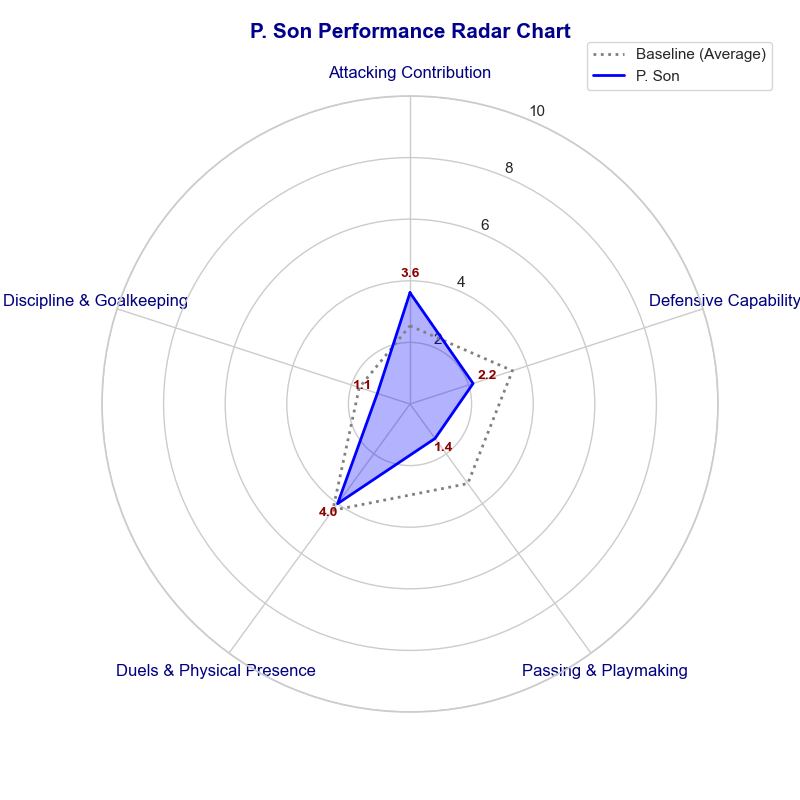 P. Son Performance Radar Chart
Baseline (Average)
P. Son
Attacking Contribution
10
8
6
4
2
3.6
Discipline & Goalkeeping
Defensive Capability
1.1
2.2
1.4
4.0
Duels & Physical Presence
Passing & Playmaking